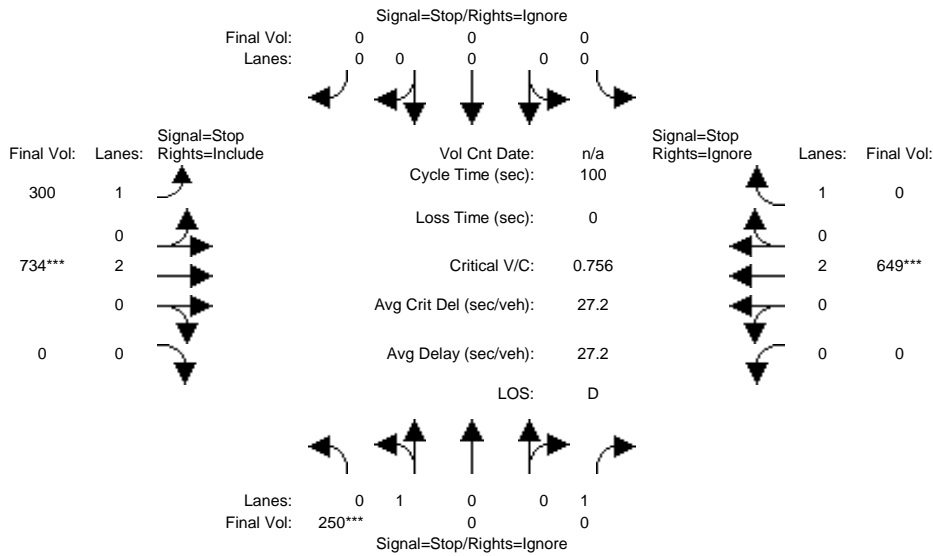 Signal=Stop/Rights=Ignore
Final Vol: 0 0 0
Lanes: 0 0 0 0 0
Signal=Stop
Final Vol: Lanes: Rights=Include
Vol Cnt Date: n/a
Signal=Stop
Rights=Ignore Lanes: Final Vol:
Cycle Time (sec): 100
300 1
1 0
Loss Time (sec): 0
0
0
734*** 2
Critical V/C: 0.756
2 649***
0
Avg Crit Del (sec/veh): 27.2
0
0 0
Avg Delay (sec/veh): 27.2
0 0
LOS: D
Lanes: 0 1 0 0 1
Final Vol: 250*** 0 0
Signal=Stop/Rights=Ignore